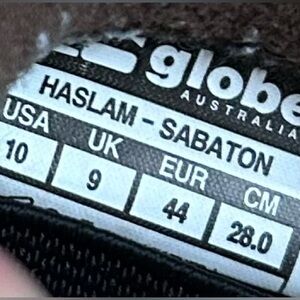 globe
AUSTRALIA
HASLAM - SABATON
USA UK EUR CM
10 9 44 28.0